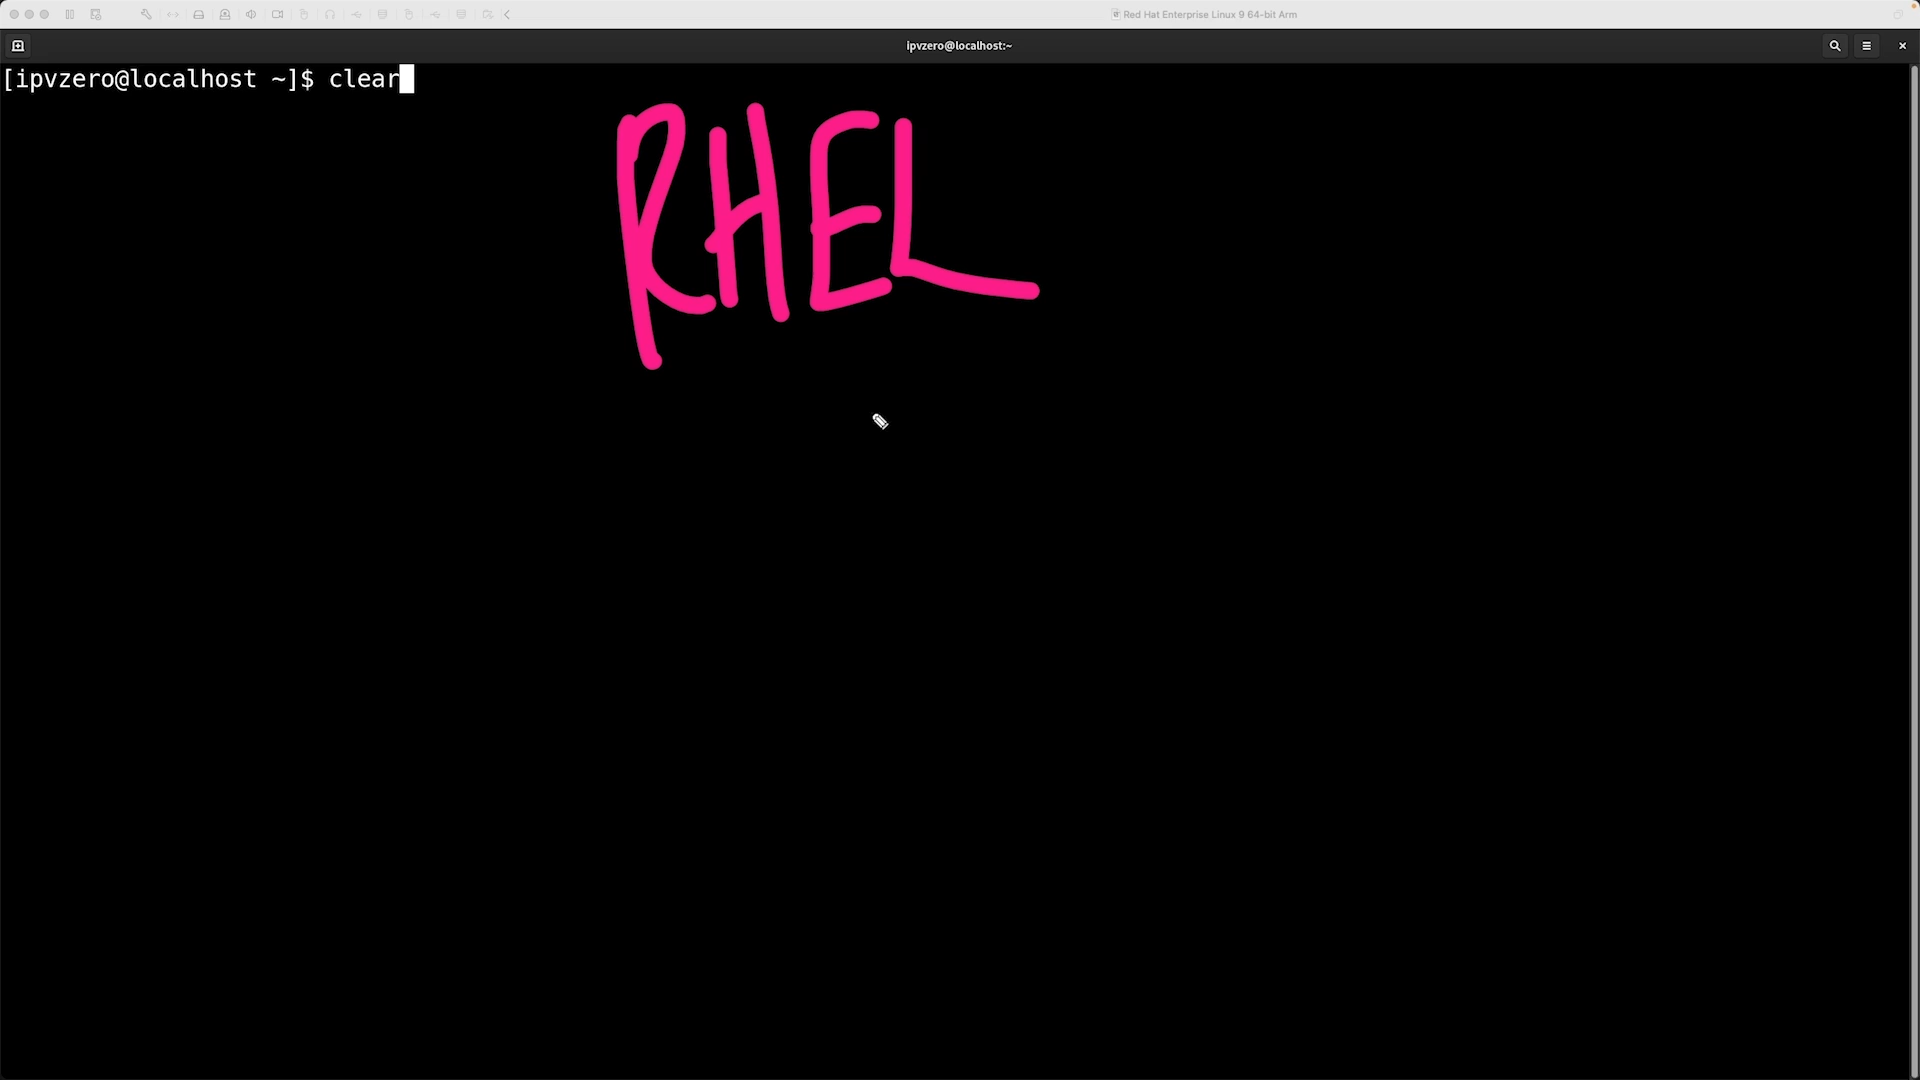 Red Hat Enterprise Linux 9 64-bit Arm
ipvzero@localhost:~
[ipvzero@localhost ~]$ clear
RHEL